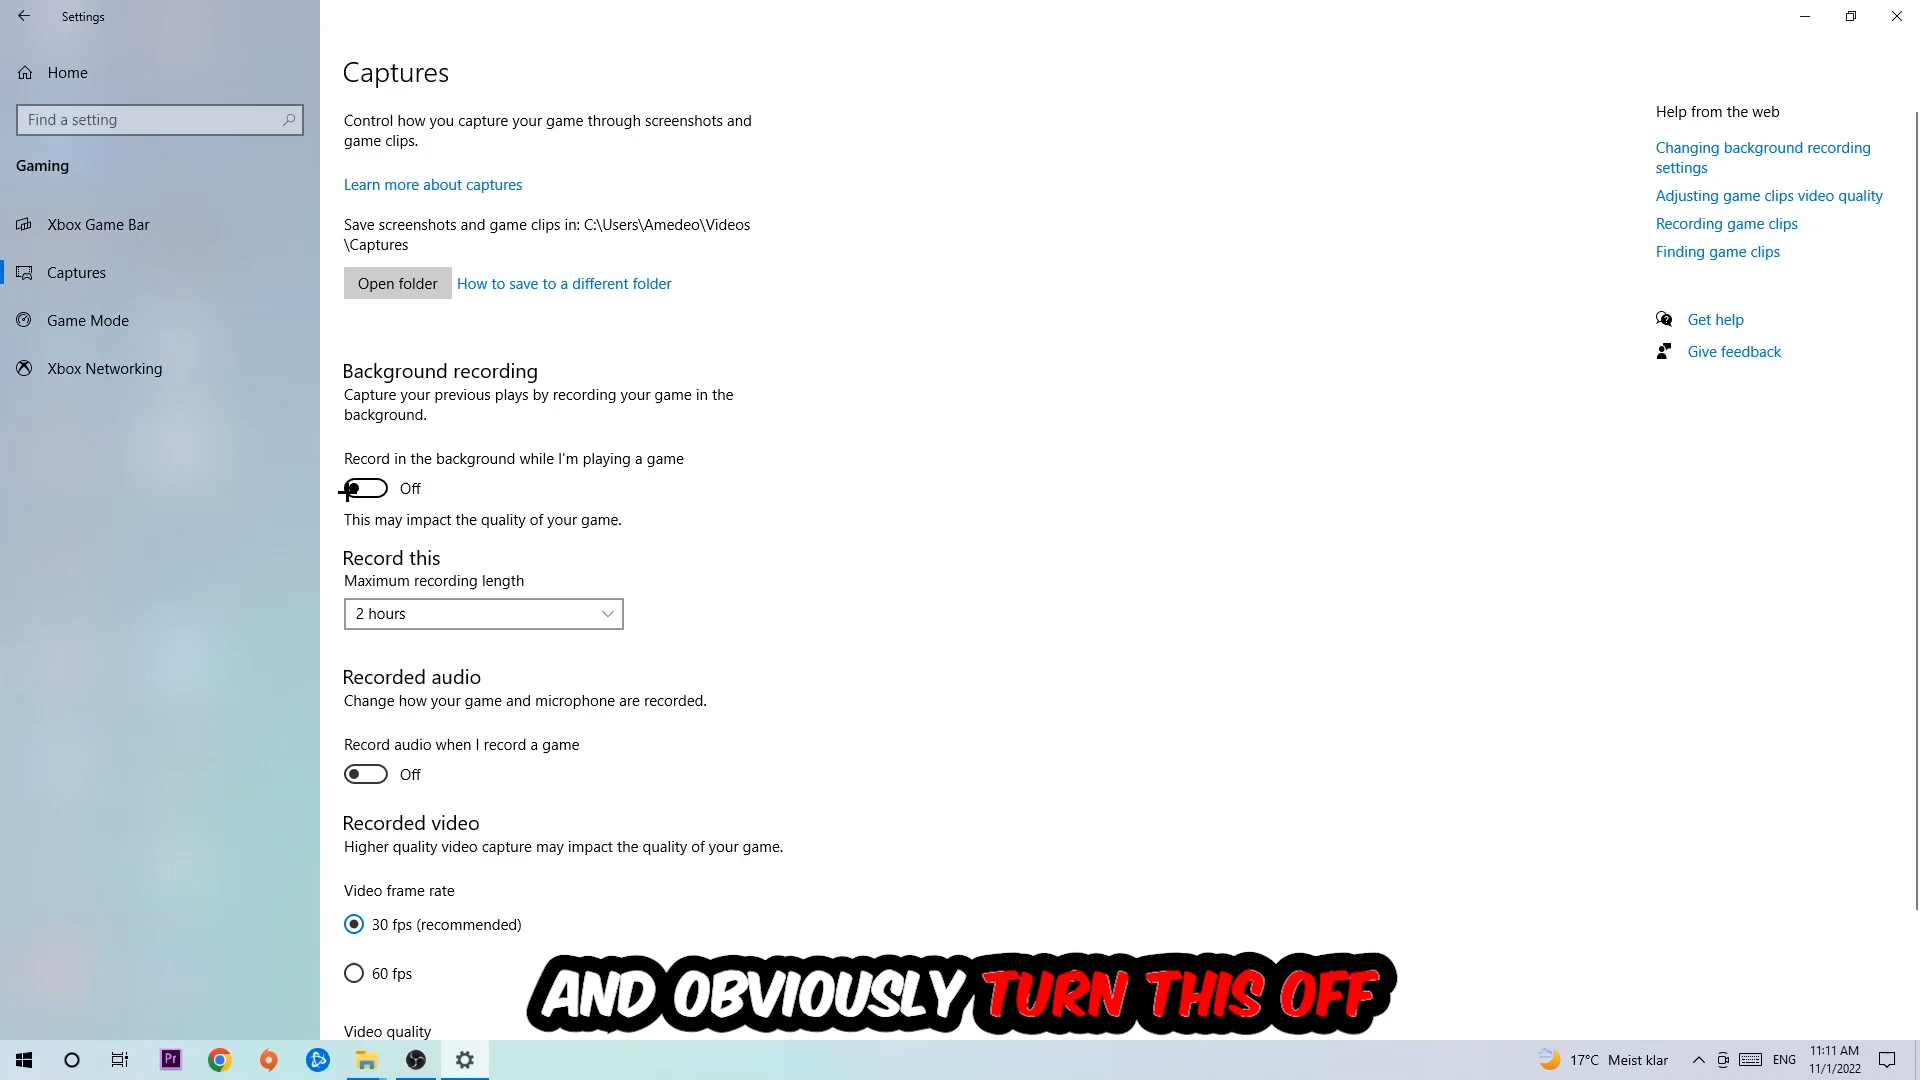 Settings
Home
Find a setting
Gaming
Xbox Game Bar
Captures
Game Mode
Xbox Networking
Captures
Control how you capture your game through screenshots and
game clips.
Learn more about captures
Save screenshots and game clips in: C:\Users\Amedeo\Videos
\Captures
Open folder
How to save to a different folder
Background recording
Capture your previous plays by recording your game in the
background.
Record in the background while I'm playing a game
Off
This may impact the quality of your game.
Record this
Maximum recording length
2 hours
Recorded audio
Change how your game and microphone are recorded.
Record audio when I record a game
Off
Recorded video
Higher quality video capture may impact the quality of your game.
Video frame rate
30 fps (recommended)
60 fps
Video quality
Help from the web
Changing background recording
settings
Adjusting game clips video quality
Recording game clips
Finding game clips
Get help
Give feedback
AND OBVIOUSLY TURN THIS OFF
Pr
17°C Meist klar
ENG
11:11 AM
11/1/2022